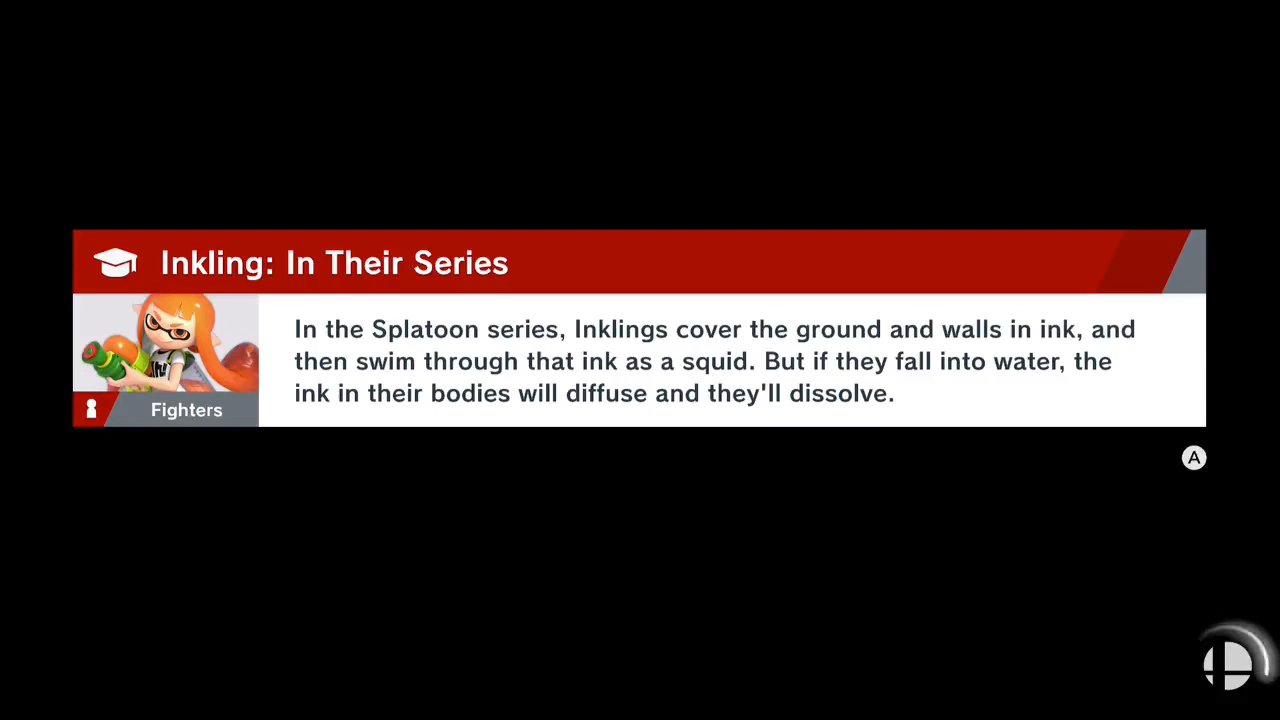 Inkling: In Their Series
In the Splatoon series, Inklings cover the ground and walls in ink, and
then swim through that ink as a squid. But if they fall into water, the
ink in their bodies will diffuse and they'll dissolve.
Fighters
A